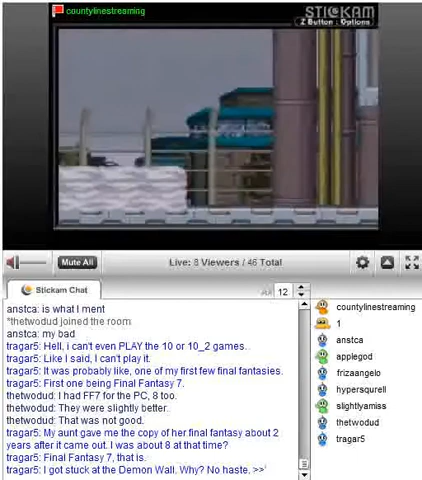 countylinestreaming
STICKAM
Z Button : Options
Mute All
Live: 8 Viewers / 46 Total
Stickam Chat
12
anstca: is what I ment
*thetwodud joined the room
anstca: my bad
tragar5: Hell, i can't even PLAY the 10 or 10_2 games.
tragar5: Like I said, I can't play it.
tragar5: It was probably like, one of my first few final fantasies.
tragar5: First one being Final Fantasy 7.
thetwodud: I had FF7 for the PC, 8 too.
thetwodud: They were slightly better.
thetwodud: That was not good.
tragar5: My aunt gave me the copy of her final fantasy about 2
years after it came out. I was about 8 at that time?
tragar5: Final Fantasy 7, that is.
tragar5: I got stuck at the Demon Wall. Why? No haste. >>'
countylinestreaming
1
anstca
applegod
frizaangelo
hypersqurell
slightlyamiss
thetwodud
tragar5